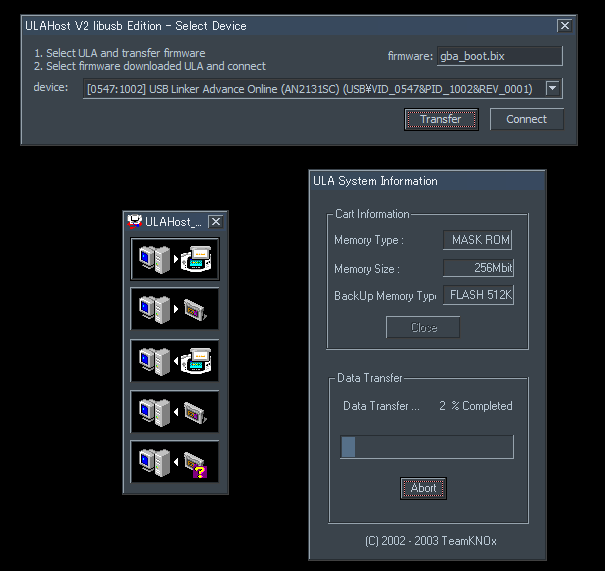 ULAHost V2 libusb Edition - Select Device
1. Select ULA and transfer firmware
2. Select firmware downloaded ULA and connect
firmware: gba_boot.bix
device: [0547:1002] USB Linker Advance Online (AN2131SC) (USB¥VID_0547&PID_1002&REV_0001)
Transfer Connect
ULAHost_...
?
ULA System Information
Cart Information
Memory Type : MASK ROM
Memory Size : 256Mbit
BackUp Memory Type FLASH 512K
Close
Data Transfer
Data Transfer ... 2 % Completed
Abort
(C) 2002 - 2003 TeamKNOx